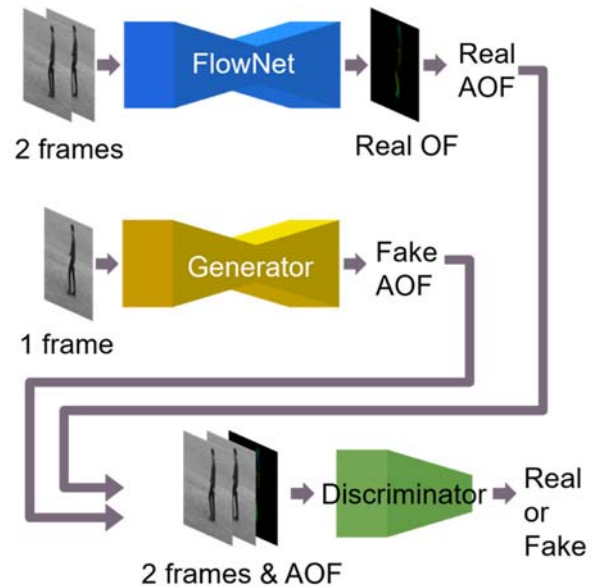 FlowNet
Real
AOF
2 frames
Real OF
Generator
Fake
AOF
1 frame
Discriminator
Real
or
Fake
2 frames & AOF